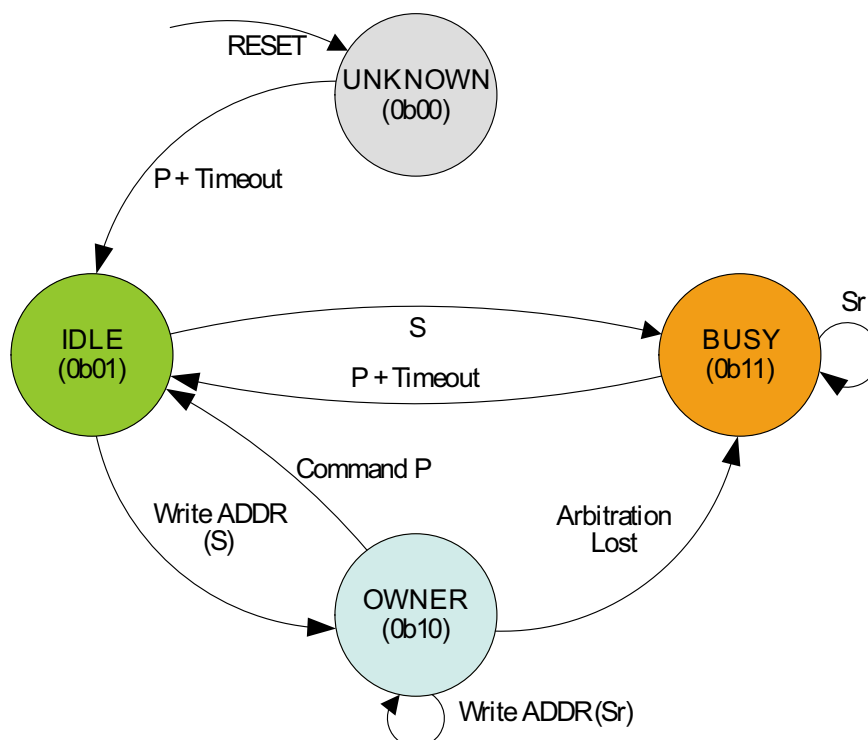 RESET
UNKNOWN
(0b00)
P + Timeout
IDLE
(0b01)
S
P + Timeout
BUSY
(0b11)
Sr
Command P
Write ADDR
(S)
Arbitration
Lost
OWNER
(0b10)
Write ADDR(Sr)